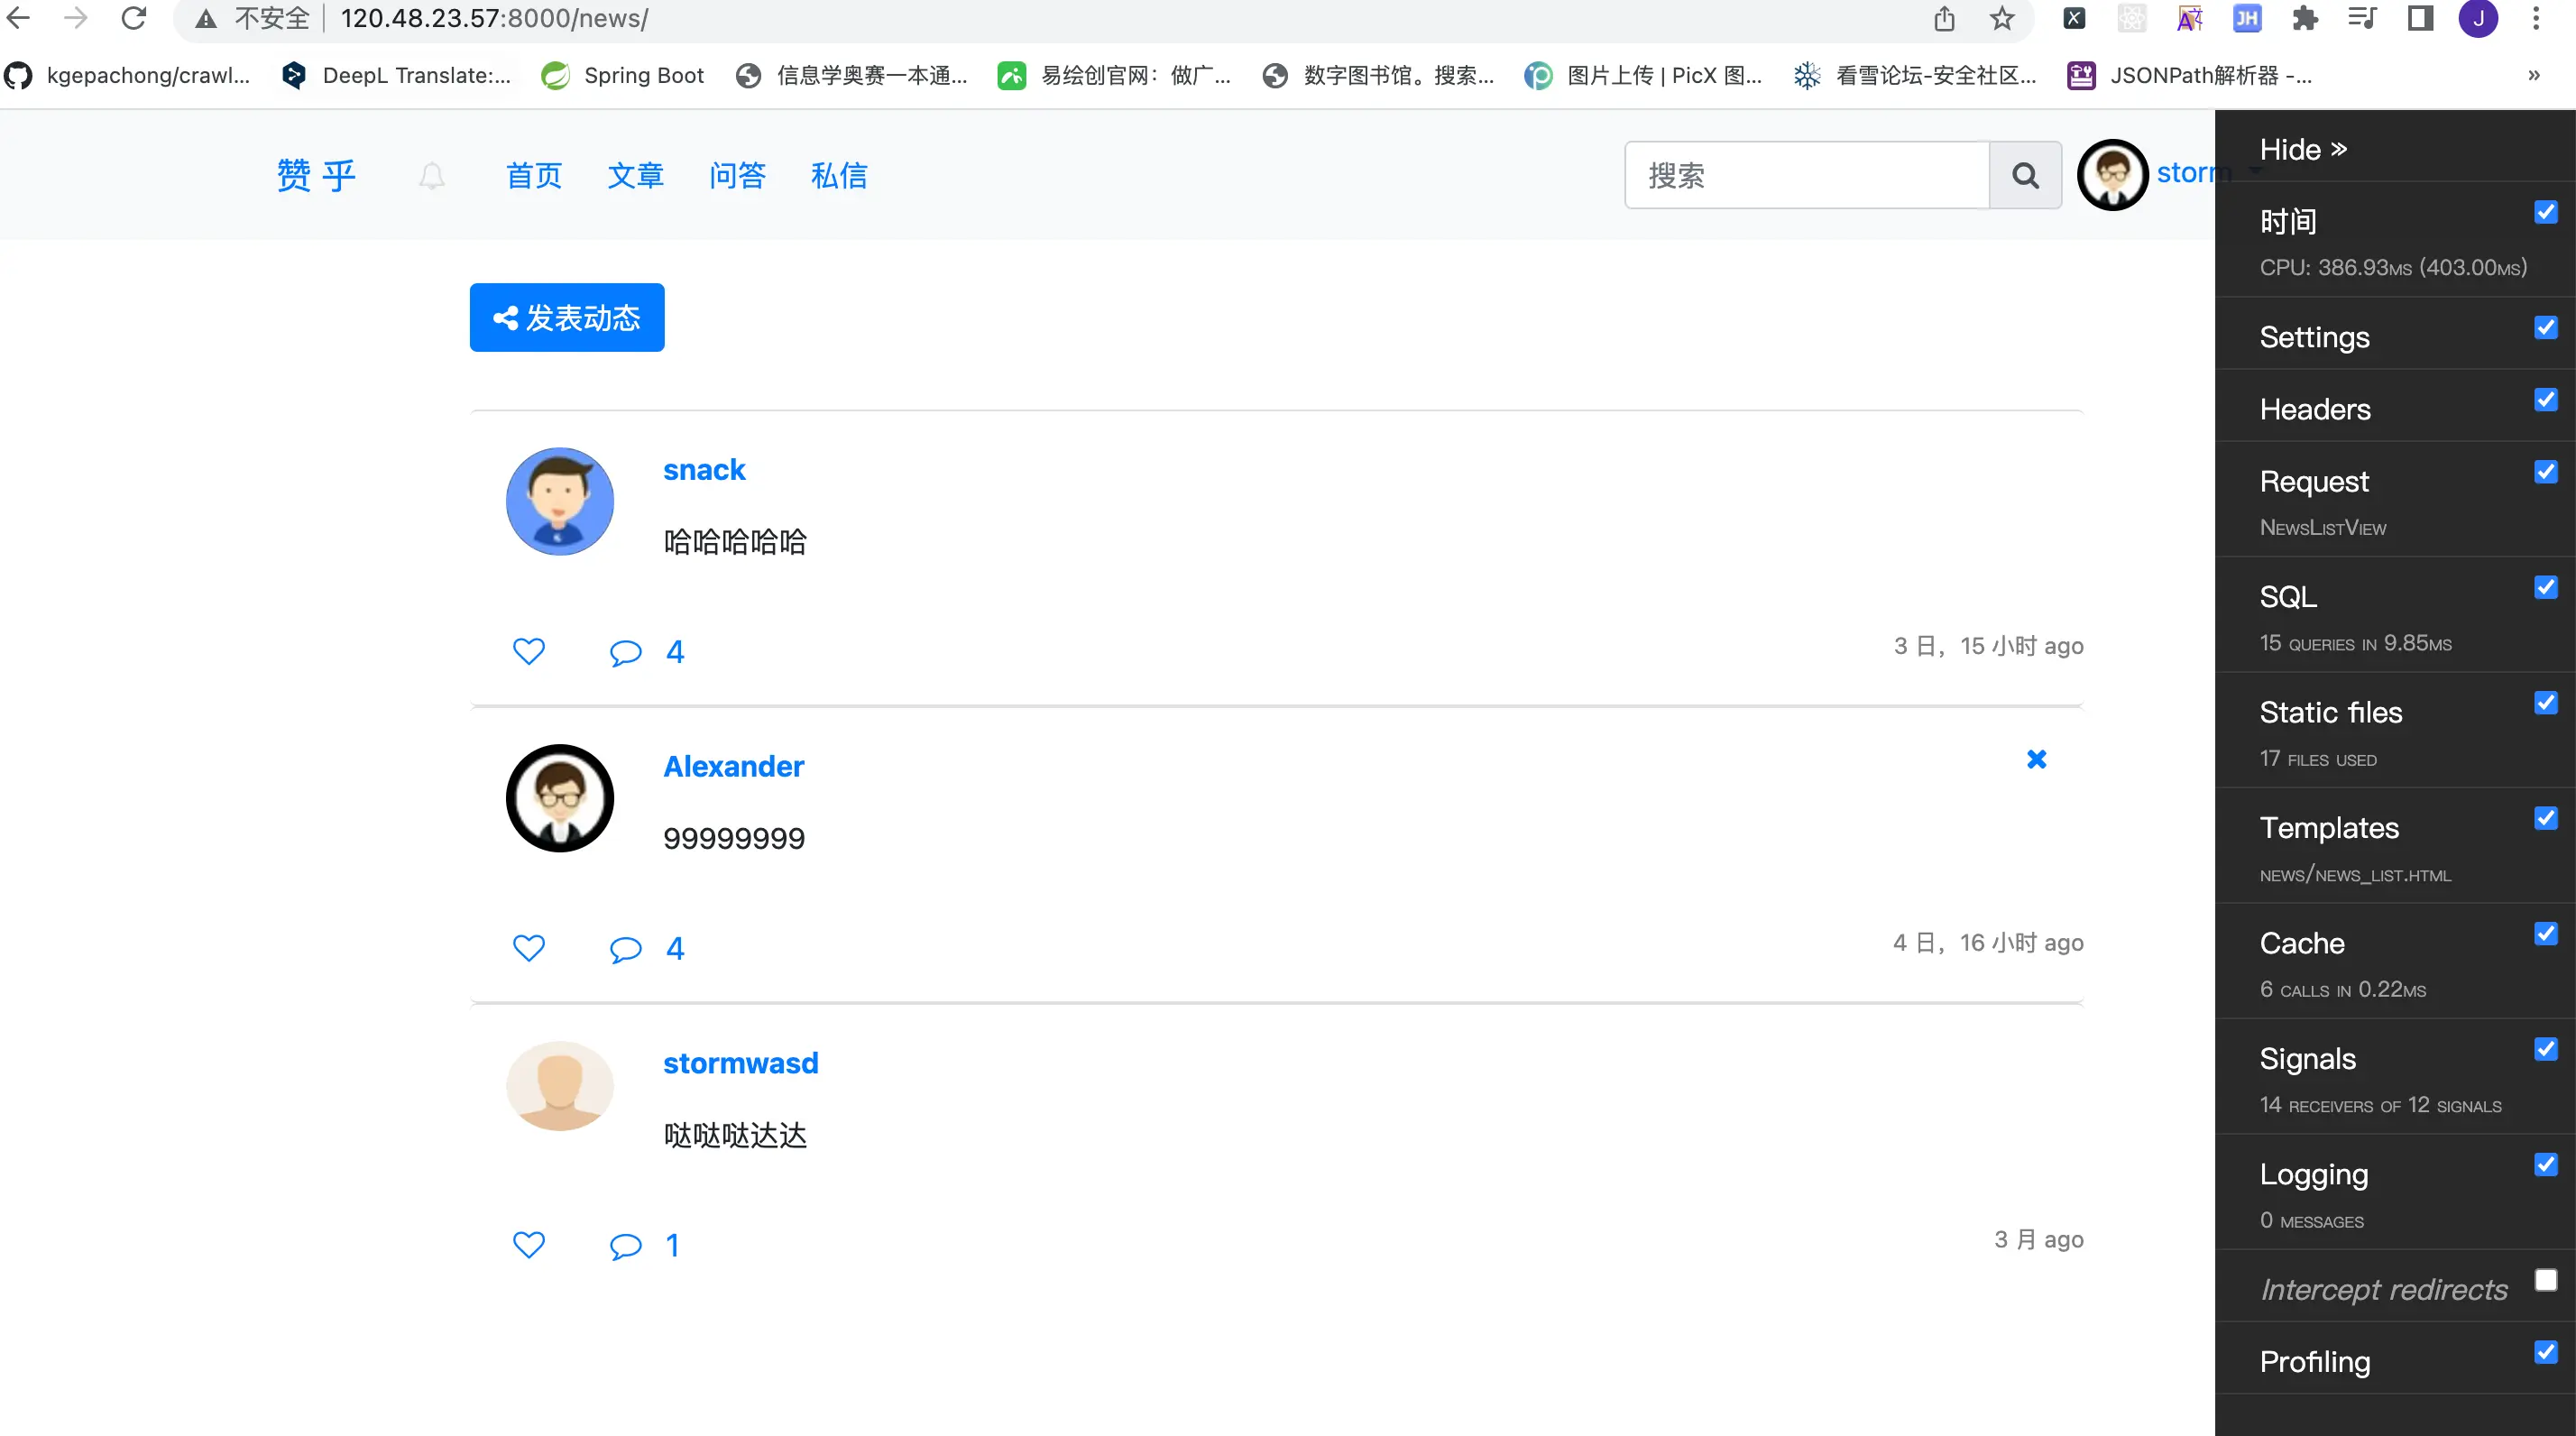 不安全 120.48.23.57:8000/news/
JH J
kgepachong/crawl... DeepL Translate:... Spring Boot 信息学奥赛一本通... 易绘创官网：做广... 数字图书馆。搜索... 图片上传 | PicX 图... 看雪论坛-安全社区... JSONPath解析器 -... »
赞 乎 首页 文章 问答 私信 搜索 storm
发表动态
snack
哈哈哈哈哈
4 3 日，15 小时 ago
Alexander
99999999
4 4 日，16 小时 ago
stormwasd
哒哒哒达达
1 3 月 ago
Hide »
时间
CPU: 386.93ms (403.00ms)
Settings
Headers
Request
NewsListView
SQL
15 queries in 9.85ms
Static files
17 files used
Templates
news/news_list.html
Cache
6 calls in 0.22ms
Signals
14 receivers of 12 signals
Logging
0 messages
Intercept redirects
Profiling